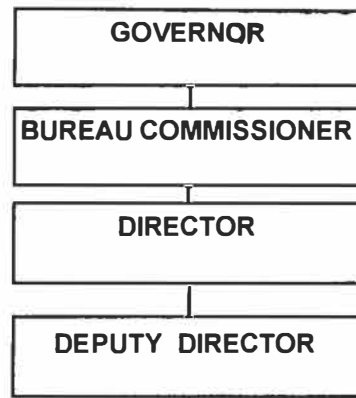 GOVERNOR
BUREAU COMMISSIONER
DIRECTOR
DEPUTY DIRECTOR